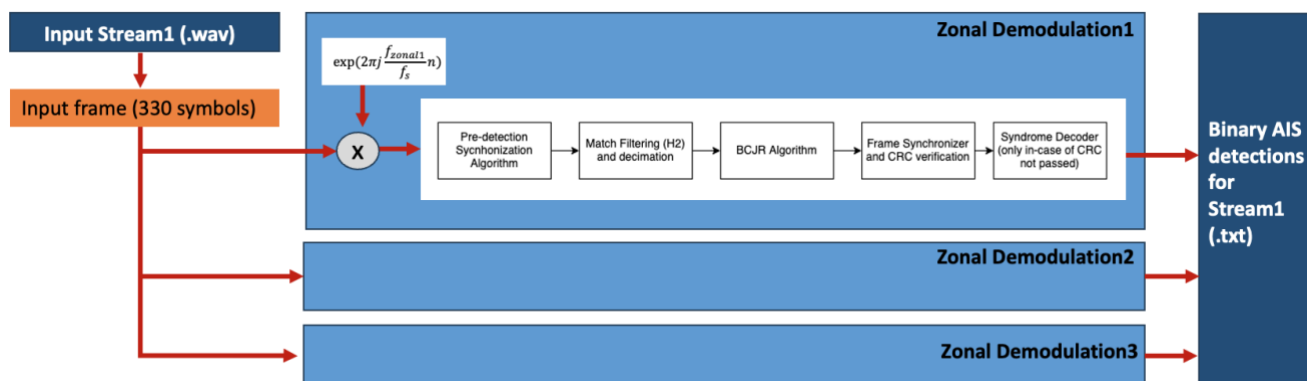 Input Stream1 (.wav)
Input frame (330 symbols)
Zonal Demodulation1
exp(2πj f_zonal1/f_s n)
X
Pre-detection
Sycnhonization
Algorithm
Match Filtering (H2)
and decimation
BCJR Algorithm
Frame Synchronizer
and CRC verification
Syndrome Decoder
(only in-case of CRC
not passed)
Zonal Demodulation2
Zonal Demodulation3
Binary AIS
detections
for
Stream1
(.txt)